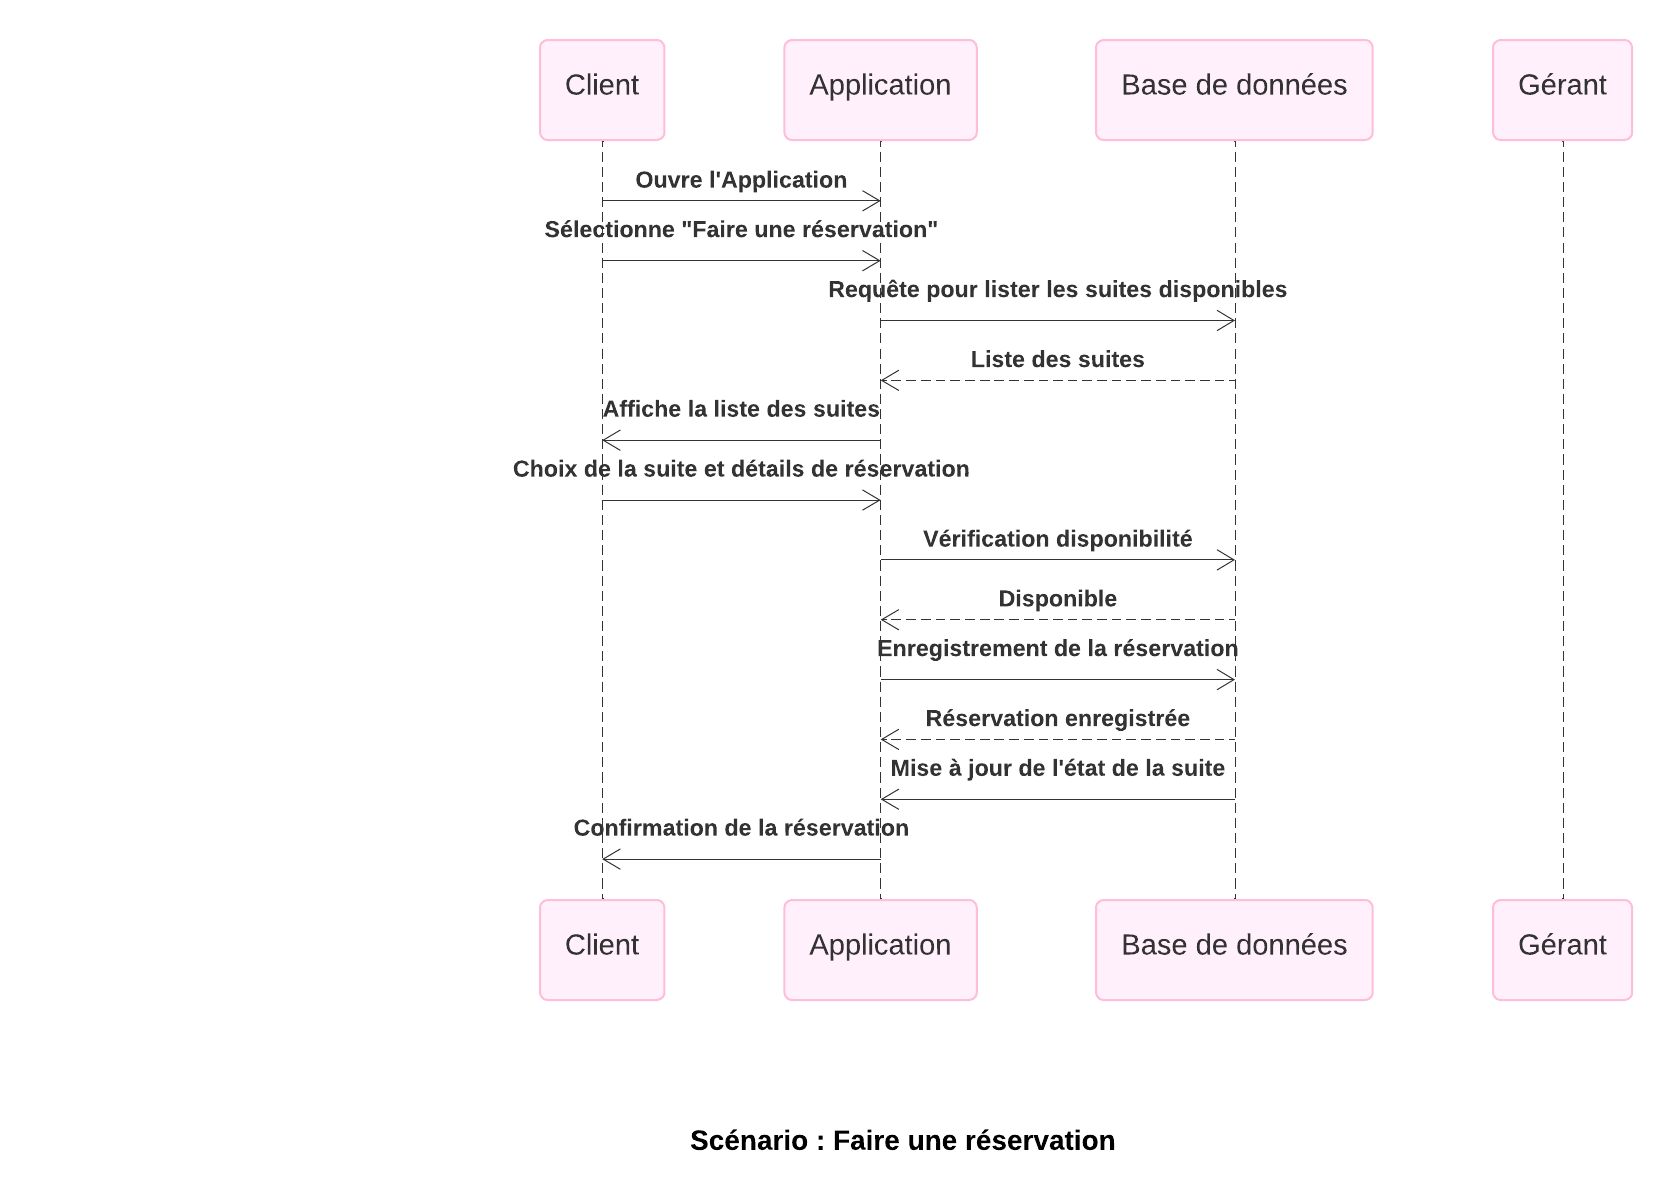 Client
Application
Base de données
Gérant
Ouvre l'Application
Sélectionne "Faire une réservation"
Requête pour lister les suites disponibles
Liste des suites
Affiche la liste des suites
Choix de la suite et détails de réservation
Vérification disponibilité
Disponible
Enregistrement de la réservation
Réservation enregistrée
Mise à jour de l'état de la suite
Confirmation de la réservation
Client
Application
Base de données
Gérant
Scénario : Faire une réservation